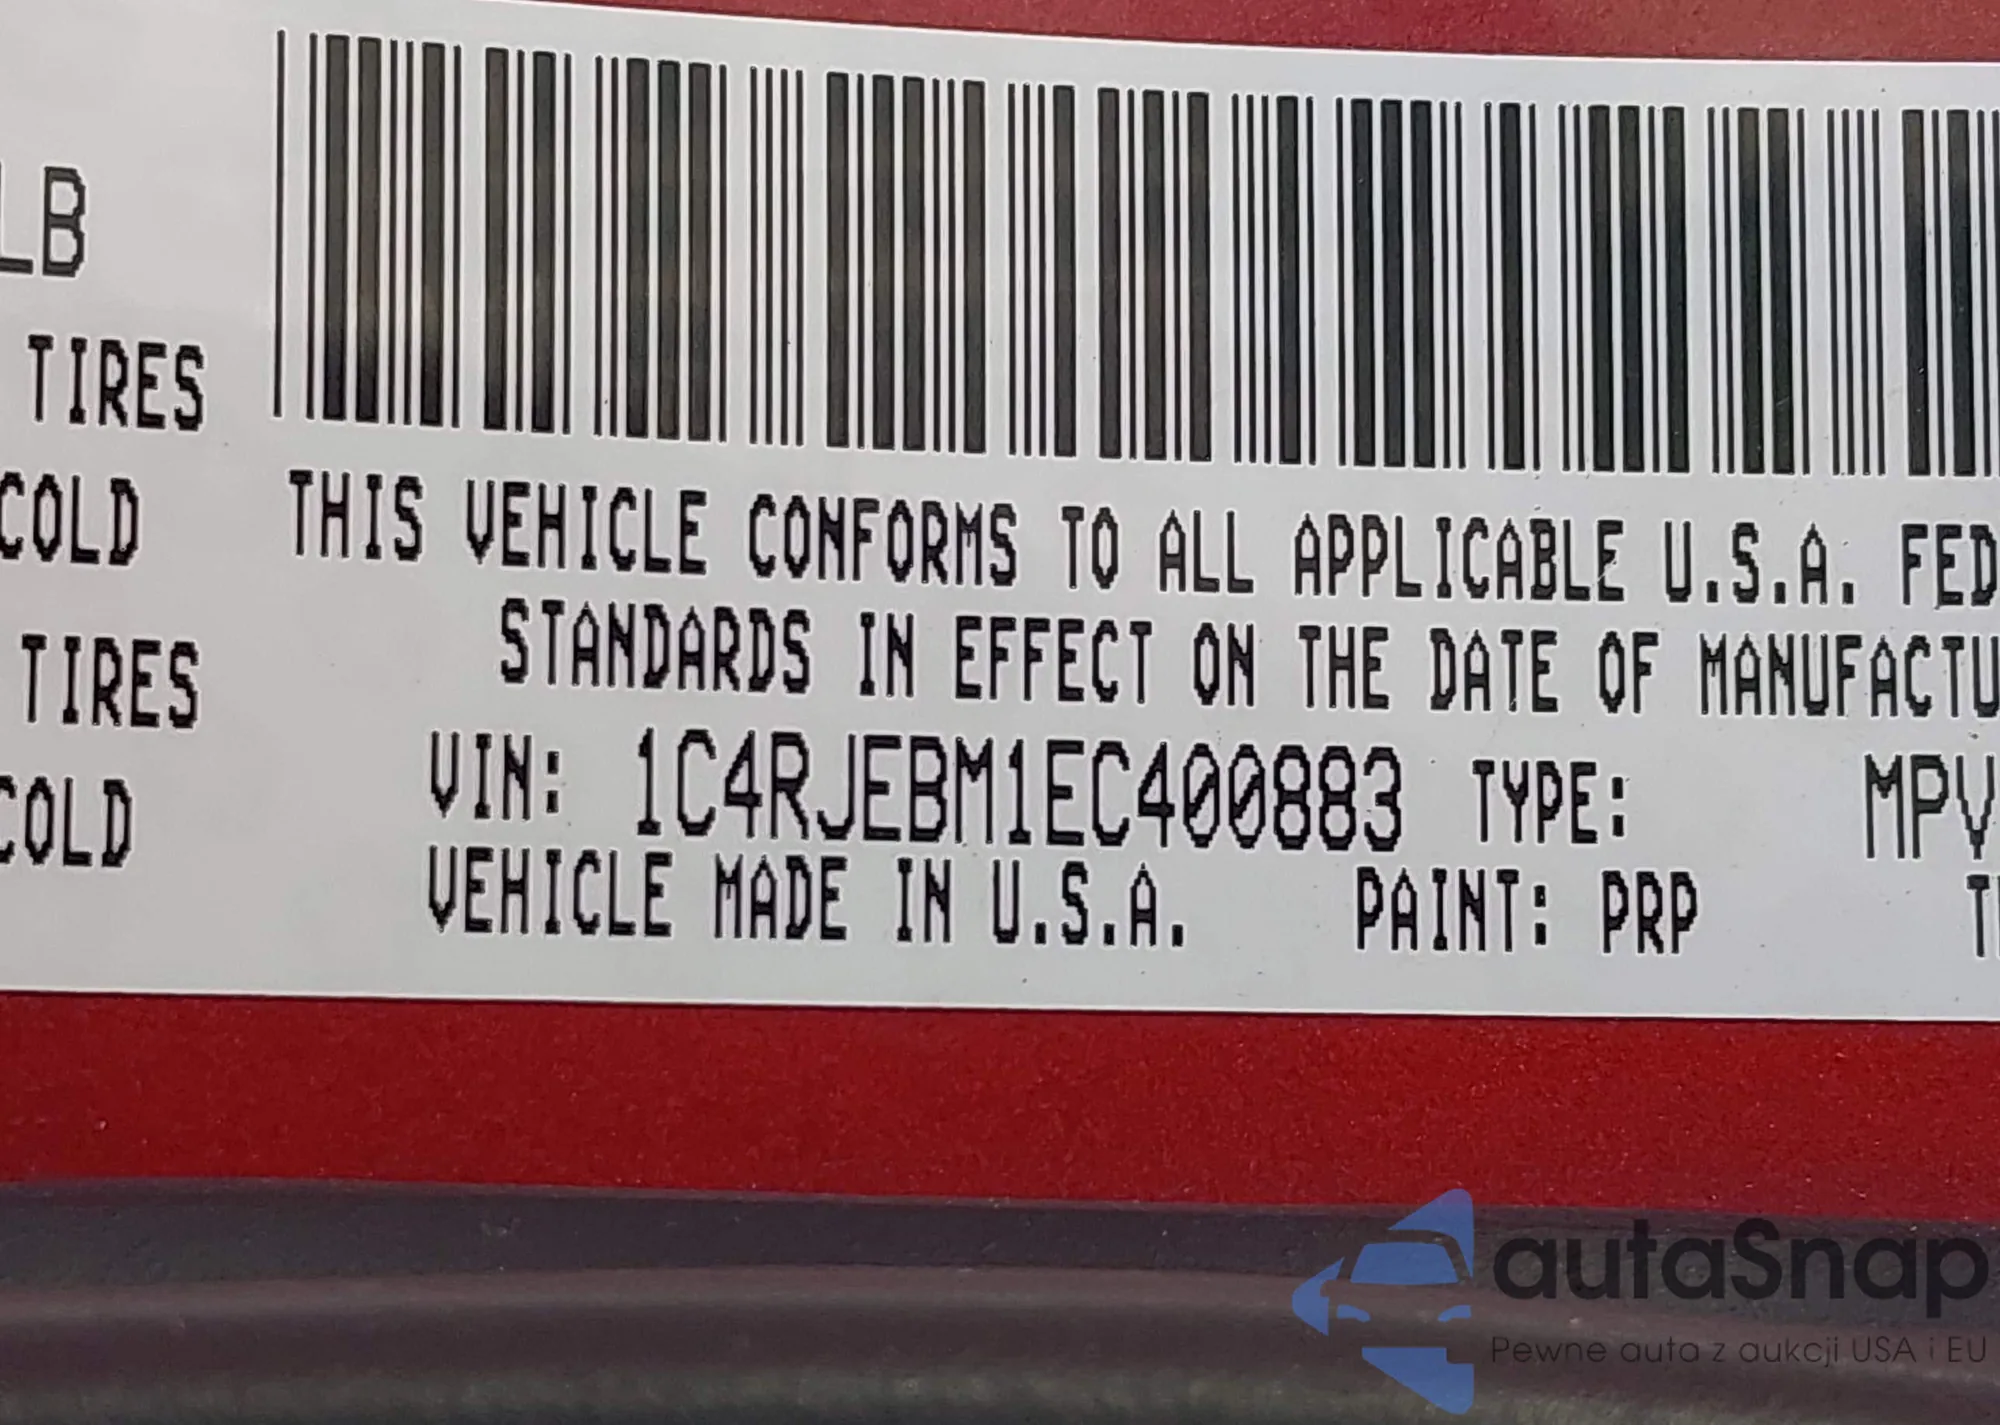 LB
TIRES
COLD
TIRES
COLD
THIS VEHICLE CONFORMS TO ALL APPLICABLE U.S.A. FED
STANDARDS IN EFFECT ON THE DATE OF MANUFACTU
VIN: 1C4RJEBM1EC400883 TYPE: MPV
VEHICLE MADE IN U.S.A. PAINT: PRP
autaSnap
Pewne auta z aukcji USA i EU